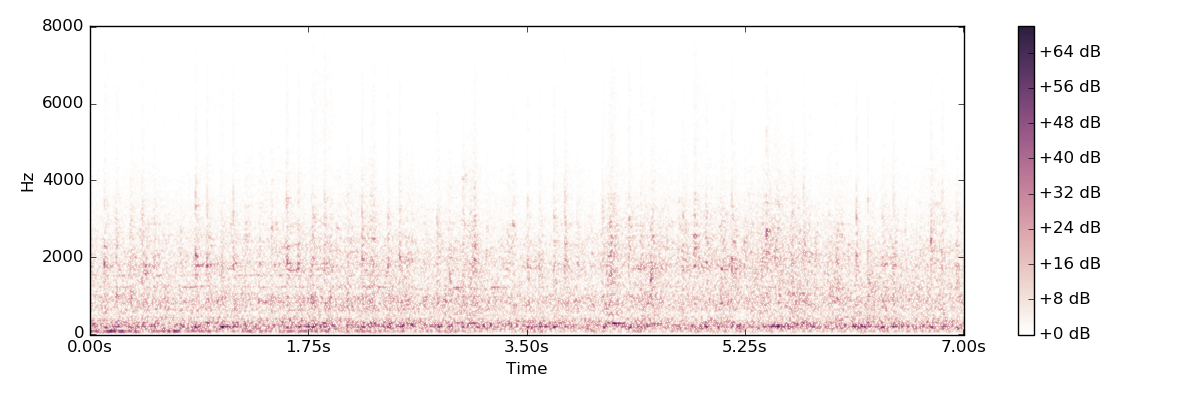 8000
6000
4000
2000
0
Hz
0.00s
1.75s
3.50s
5.25s
7.00s
Time
+64 dB
+56 dB
+48 dB
+40 dB
+32 dB
+24 dB
+16 dB
+8 dB
+0 dB